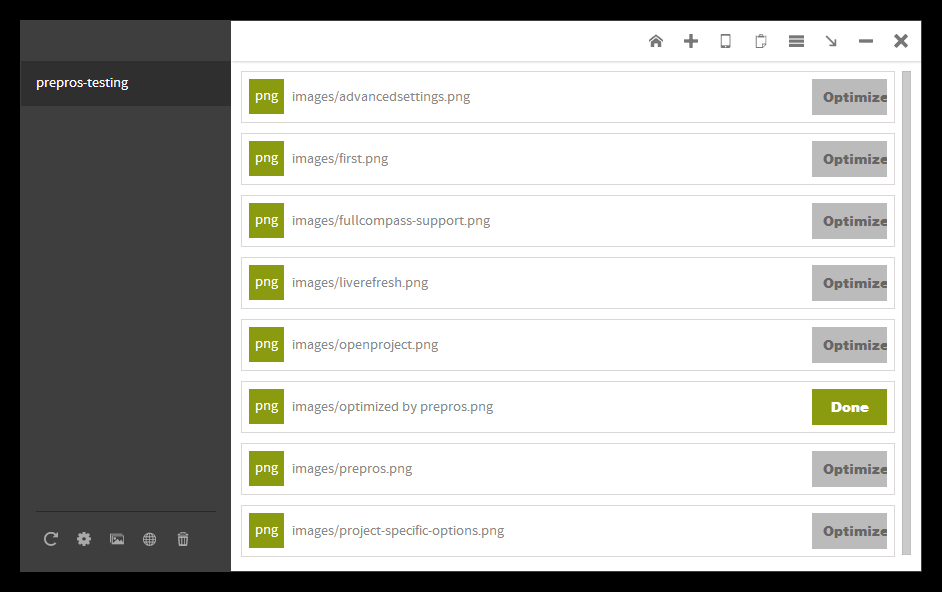 prepros-testing
png images/advancedsettings.png Optimize
png images/first.png Optimize
png images/fullcompass-support.png Optimize
png images/liverefresh.png Optimize
png images/openproject.png Optimize
png images/optimized by prepros.png Done
png images/prepros.png Optimize
png images/project-specific-options.png Optimize